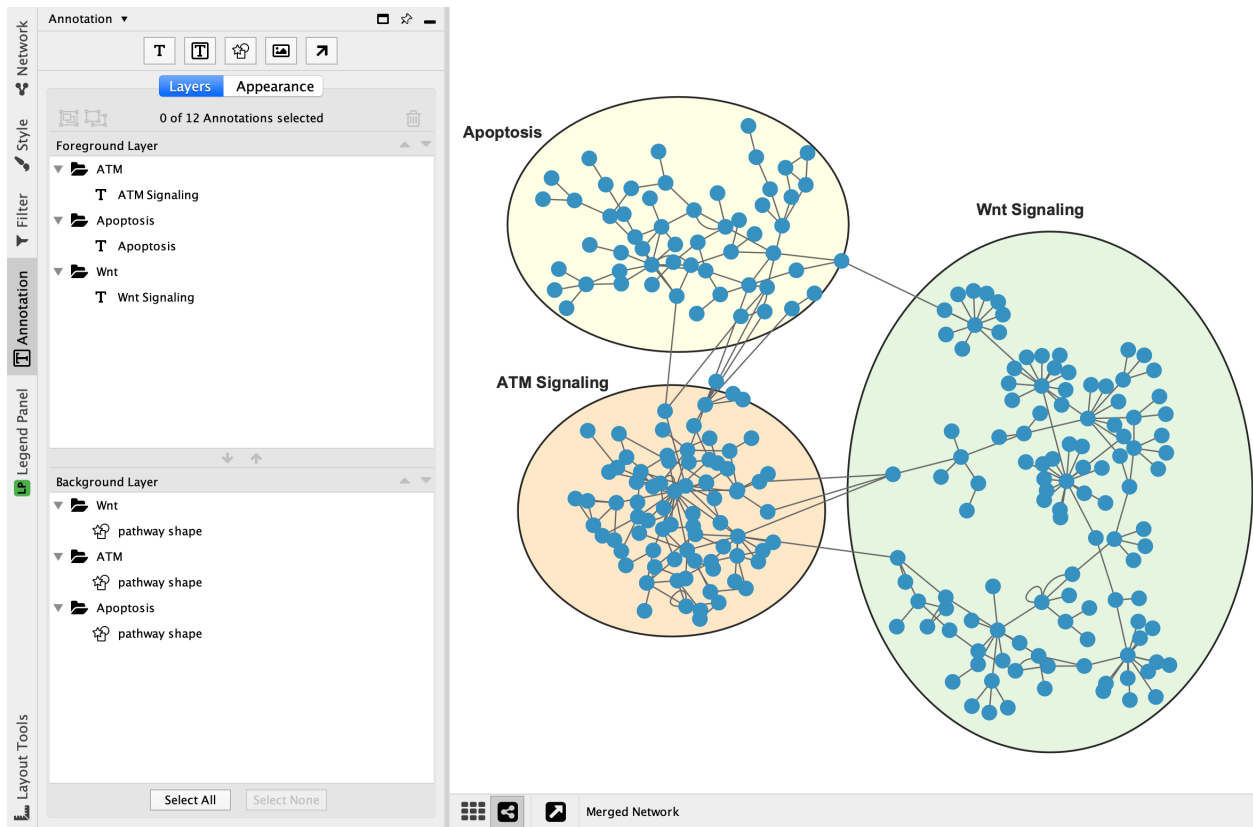 Network
Style
Filter
Annotation
Legend Panel
LP
Layout Tools
Annotation
T
T
Layers
Appearance
0 of 12 Annotations selected
Foreground Layer
ATM
T ATM Signaling
Apoptosis
T Apoptosis
Wnt
T Wnt Signaling
Background Layer
Wnt
pathway shape
ATM
pathway shape
Apoptosis
pathway shape
Select All
Select None
Apoptosis
Wnt Signaling
ATM Signaling
Merged Network